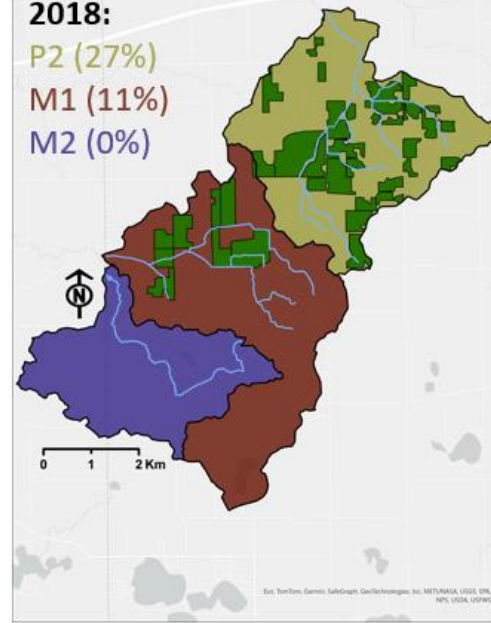 2018:
P2 (27%)
M1 (11%)
M2 (0%)
N
0 1 2 Km
Esri, TomTom, Garmin, SafeGraph, GeoTechnologies, Inc, METI/NASA, USGS, EPA,
NPS, USDA, USFWS